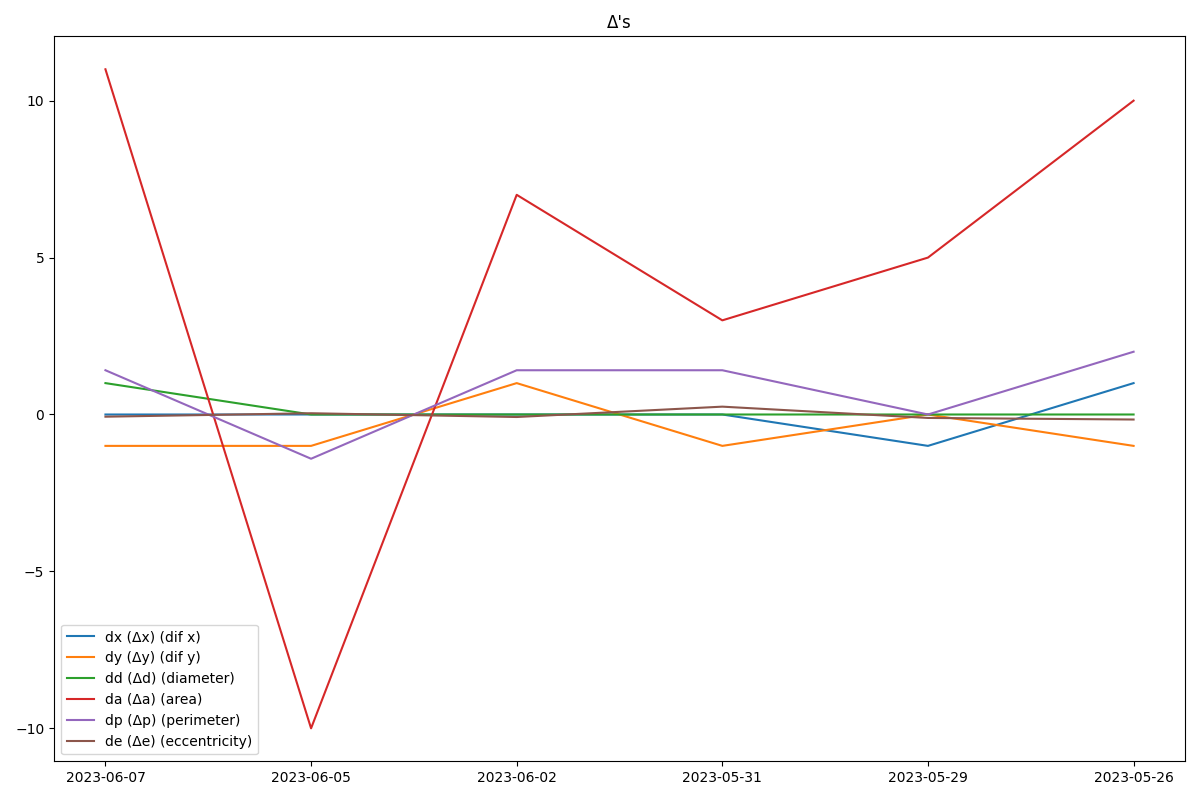 Δ's
10
5
0
−5
−10
dx (Δx) (dif x)
dy (Δy) (dif y)
dd (Δd) (diameter)
da (Δa) (area)
dp (Δp) (perimeter)
de (Δe) (eccentricity)
2023-06-07 2023-06-05 2023-06-02 2023-05-31 2023-05-29 2023-05-26